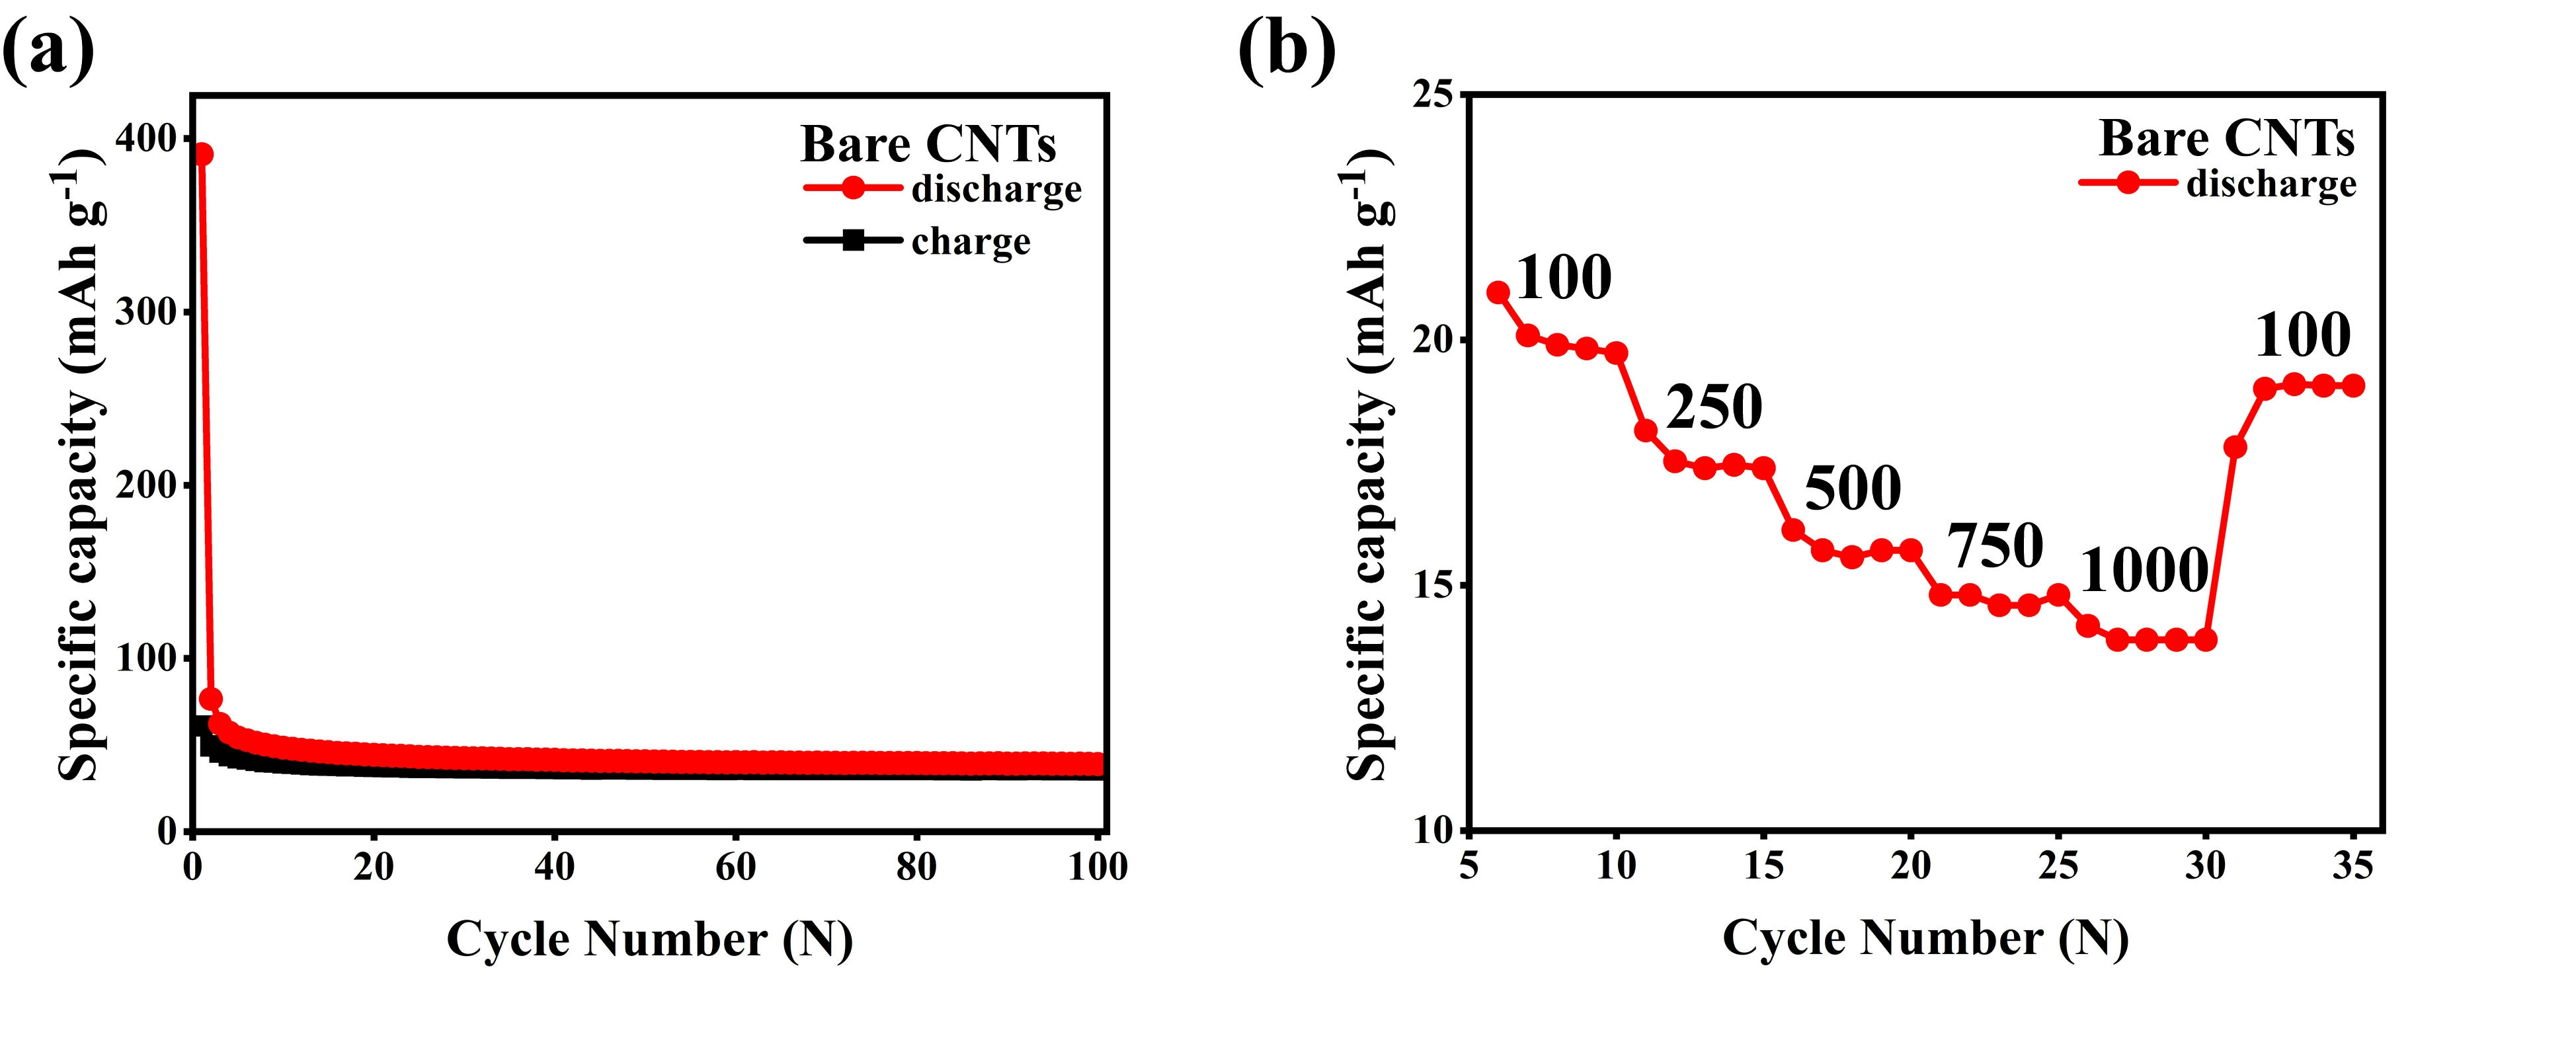 (a)
Specific capacity (mAh g⁻¹)
400
300
200
100
0
Bare CNTs
discharge
charge
0 20 40 60 80 100
Cycle Number (N)
(b)
Specific capacity (mAh g⁻¹)
25
20
15
10
Bare CNTs
discharge
100
250
500
750
1000
100
5 10 15 20 25 30 35
Cycle Number (N)